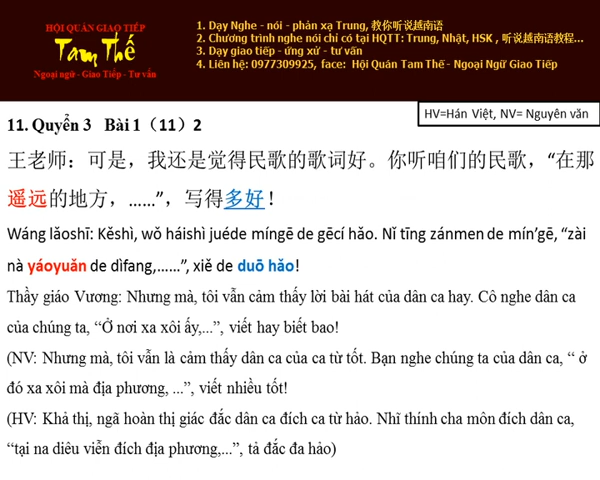 HỘI QUÁN GIAO TIẾP
Tam Thế
Ngoại ngữ - Giao Tiếp - Tư vấn
1. Dạy Nghe - nói - phản xạ Trung, 教你听说越南语
2. Chương trình nghe nói chỉ có tại HQTT: Trung, Nhật, HSK , 听说越南语教程...
3. Dạy giao tiếp - ứng xử - tư vấn
4. Liên hệ: 0977309925, face: Hội Quán Tam Thế - Ngoại Ngữ Giao Tiếp
HV=Hán Việt, NV= Nguyên văn
11. Quyển 3 Bài 1（11）2
王老师：可是，我还是觉得民歌的歌词好。你听咱们的民歌，“在那
遥远的地方，……”，写得多好！
Wáng lǎoshī: Kěshì, wǒ háishì juéde míngē de gēcí hǎo. Nǐ tīng zánmen de mín’gē, “zài
nà yáoyuǎn de dìfang,……”, xiě de duō hǎo!
Thầy giáo Vương: Nhưng mà, tôi vẫn cảm thấy lời bài hát của dân ca hay. Cô nghe dân ca
của chúng ta, “Ở nơi xa xôi ấy,...”, viết hay biết bao!
(NV: Nhưng mà, tôi vẫn là cảm thấy dân ca của ca từ tốt. Bạn nghe chúng ta của dân ca, “ ở
đó xa xôi mà địa phương, ...”, viết nhiều tốt!
(HV: Khả thị, ngã hoàn thị giác đắc dân ca đích ca từ hảo. Nhĩ thính cha môn đích dân ca,
“tại na diêu viễn đích địa phương,...”, tả đắc đa hảo)